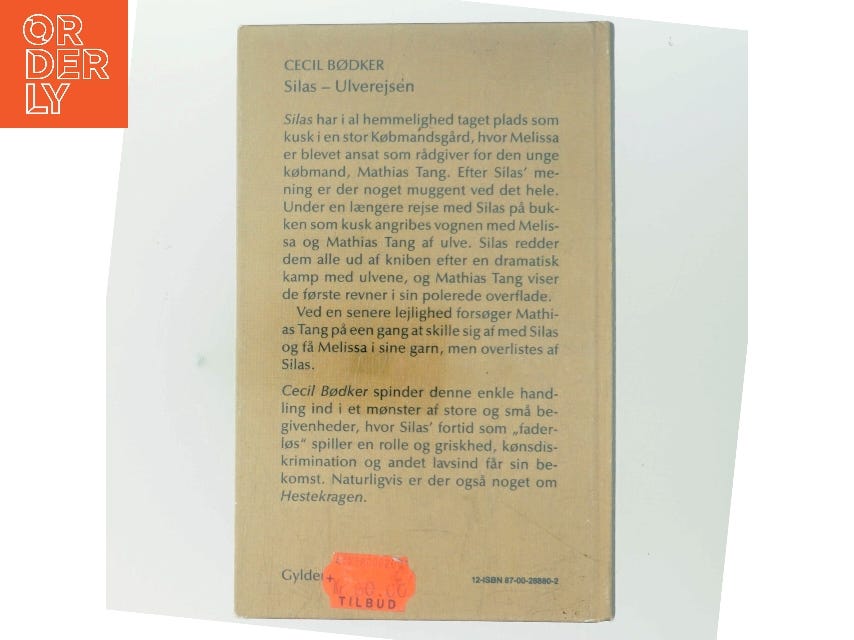 OR
DER
LY
CECIL BØDKER
Silas – Ulverejsen
Silas har i al hemmelighed taget plads som
kusk i en stor Købmandsgård, hvor Melissa
er blevet ansat som rådgiver for den unge
købmand, Mathias Tang. Efter Silas’ me-
ning er der noget muggent ved det hele.
Under en længere rejse med Silas på buk-
ken som kusk angribes vognen med Melis-
sa og Mathias Tang af ulve. Silas redder
dem alle ud af kniben efter en dramatisk
kamp med ulvene, og Mathias Tang viser
de første revner i sin polerede overflade.
Ved en senere lejlighed forsøger Mathi-
as Tang på een gang at skille sig af med Silas
og få Melissa i sine garn, men overlistes af
Silas.
Cecil Bødker spinder denne enkle hand-
ling ind i et mønster af store og små be-
givenheder, hvor Silas’ fortid som „fader-
løs“ spiller en rolle og griskhed, kønsdis-
krimination og andet lavsind får sin be-
komst. Naturligvis er der også noget om
Hestekragen.
Gylde
TILBUD
12-ISBN 87-00-28880-2